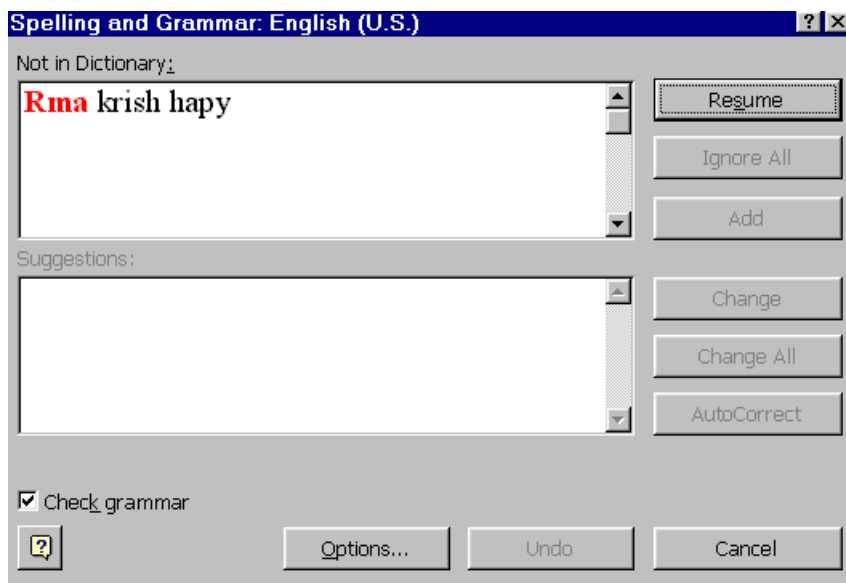 Spelling and Grammar: English (U.S.)
Not in Dictionary:
Rma krish hapy
Resume
Ignore All
Add
Suggestions:
Change
Change All
AutoCorrect
Check grammar
Options...
Undo
Cancel